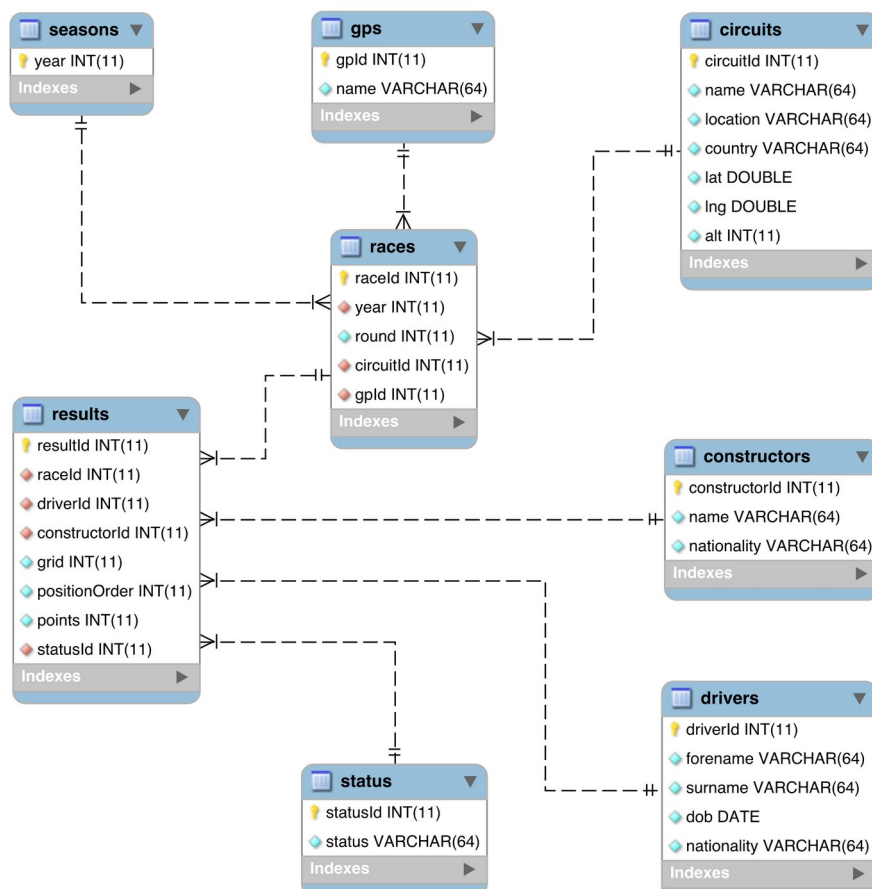 seasons
year INT(11)
Indexes
gps
gpId INT(11)
name VARCHAR(64)
Indexes
circuits
circuitId INT(11)
name VARCHAR(64)
location VARCHAR(64)
country VARCHAR(64)
lat DOUBLE
lng DOUBLE
alt INT(11)
Indexes
races
raceId INT(11)
year INT(11)
round INT(11)
circuitId INT(11)
gpId INT(11)
Indexes
results
resultId INT(11)
raceId INT(11)
driverId INT(11)
constructorId INT(11)
grid INT(11)
positionOrder INT(11)
points INT(11)
statusId INT(11)
Indexes
constructors
constructorId INT(11)
name VARCHAR(64)
nationality VARCHAR(64)
Indexes
status
statusId INT(11)
status VARCHAR(64)
Indexes
drivers
driverId INT(11)
forename VARCHAR(64)
surname VARCHAR(64)
dob DATE
nationality VARCHAR(64)
Indexes